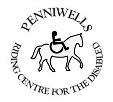 PENNIWELLS
RIDING CENTRE FOR THE DISABLED